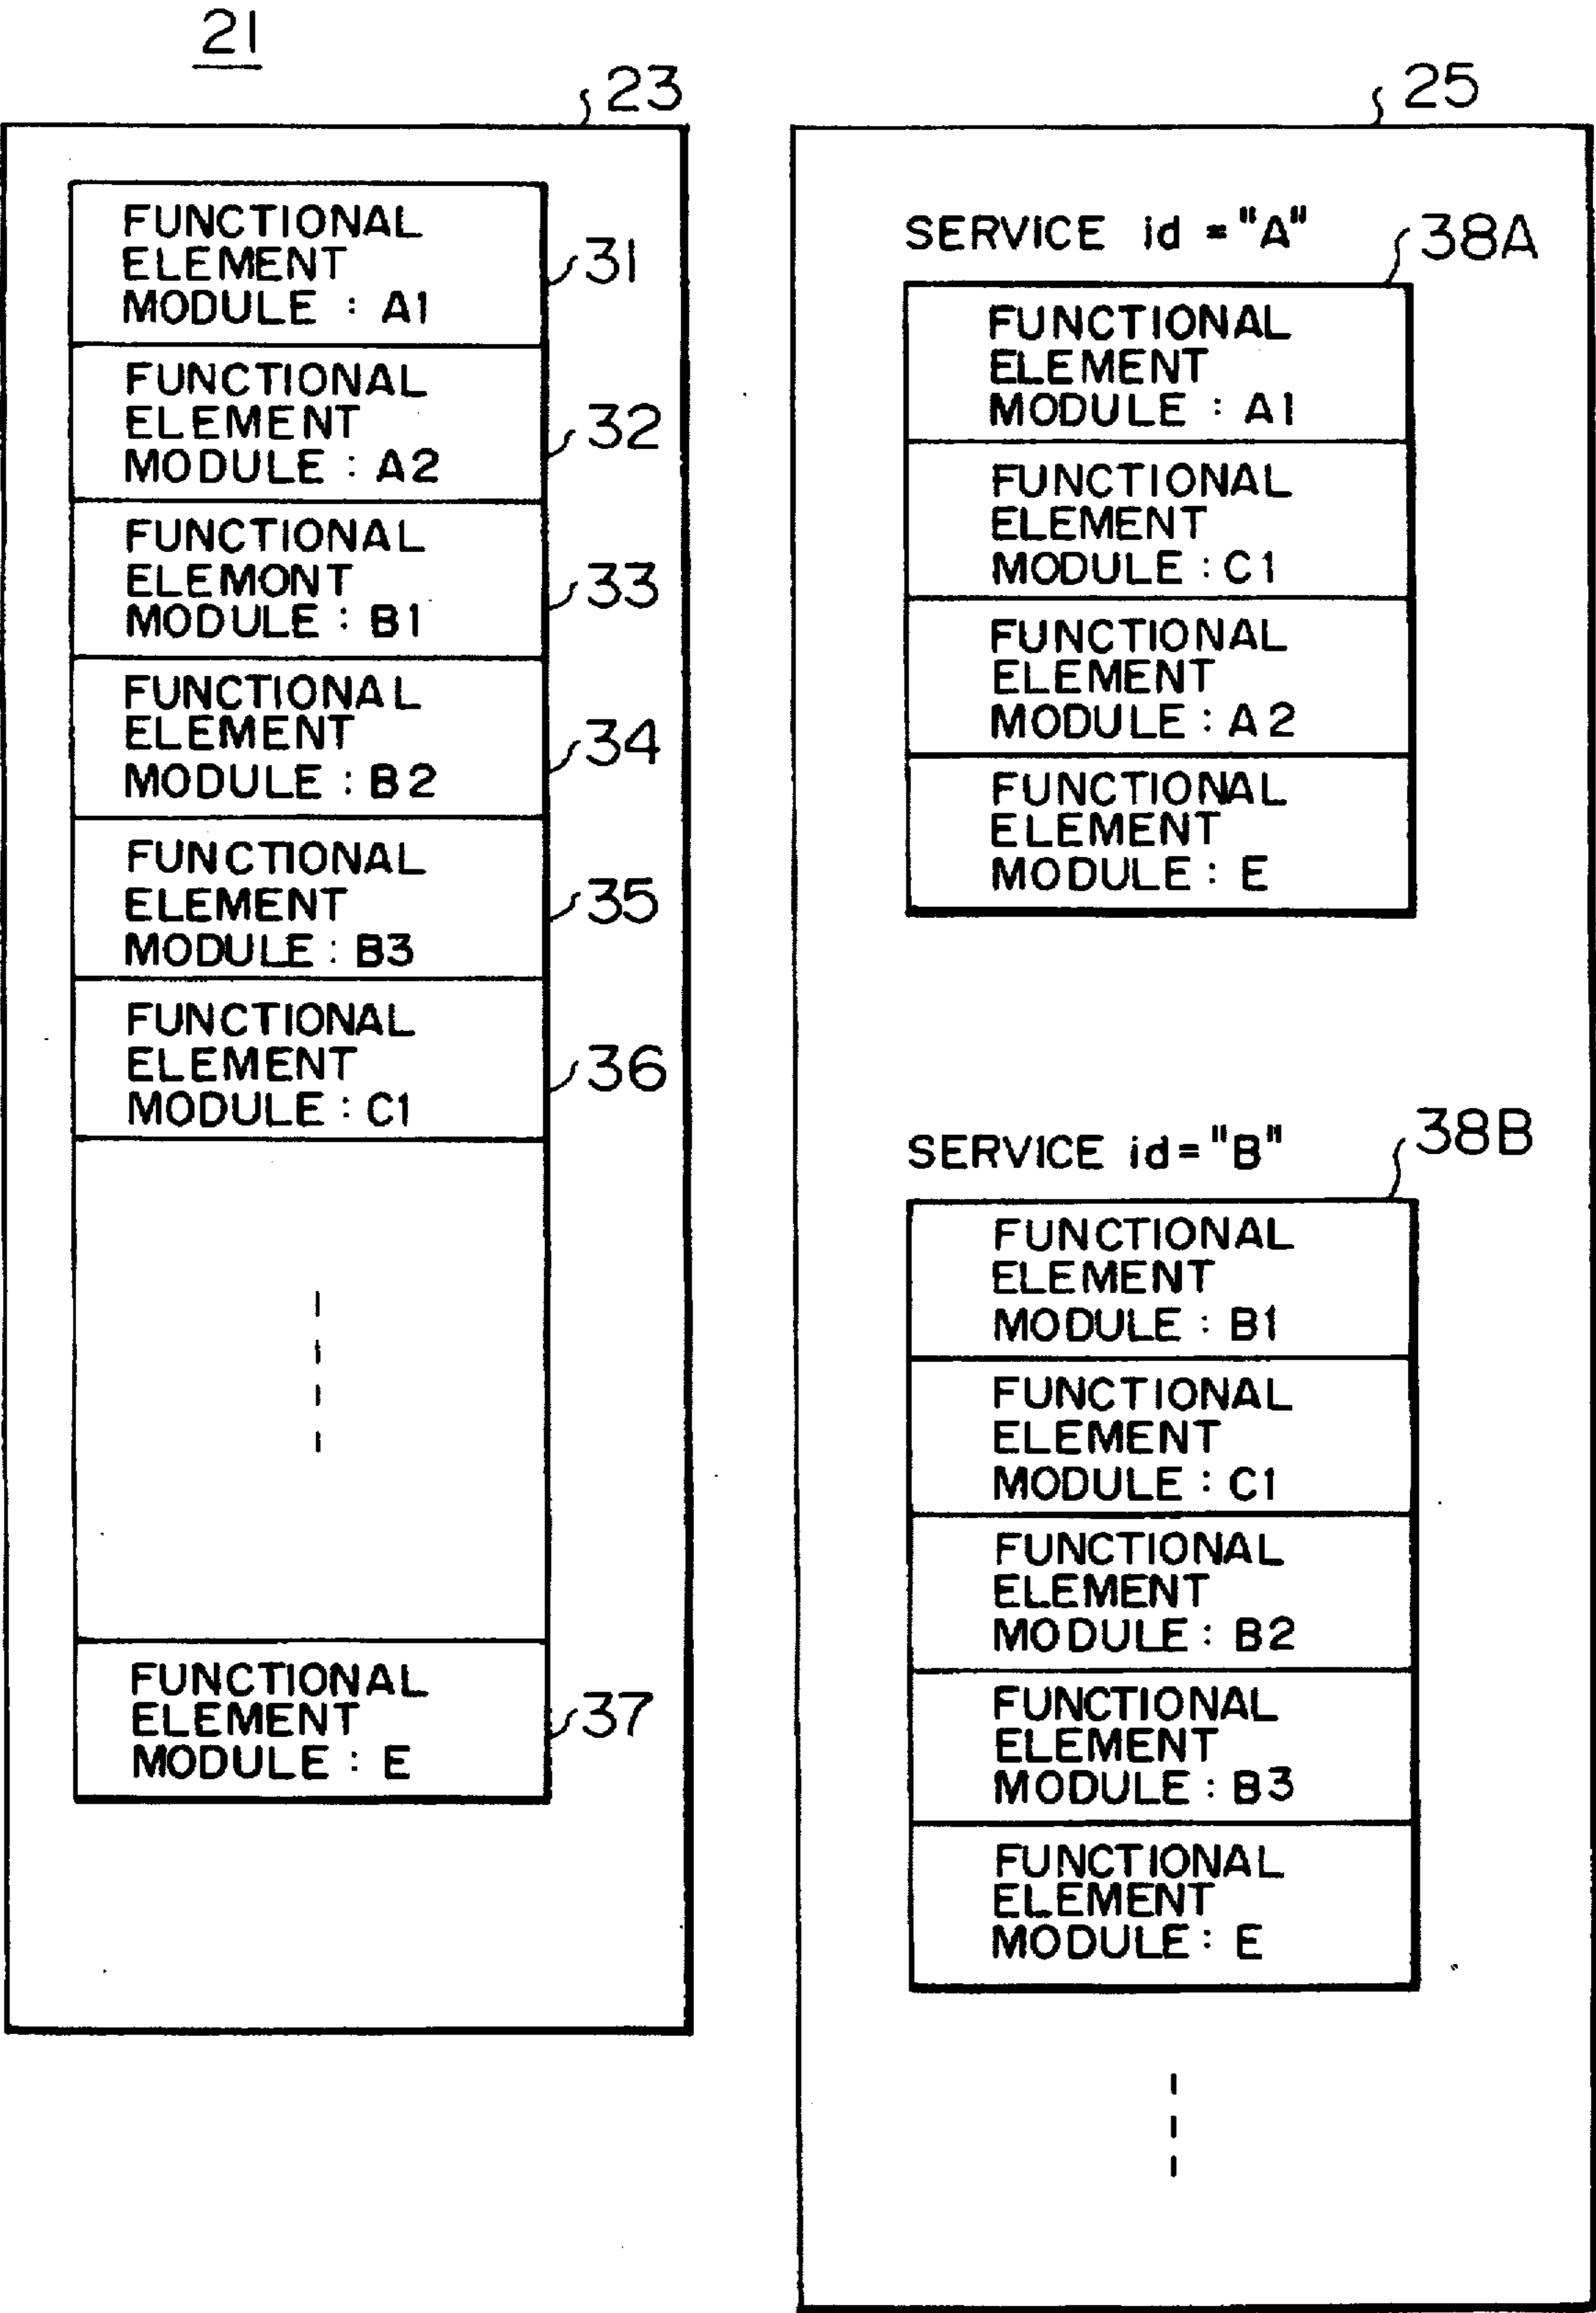 21
23
FUNCTIONAL
ELEMENT
MODULE : A1
31
FUNCTIONAL
ELEMENT
MODULE : A2
32
FUNCTIONAL
ELEMONT
MODULE : B1
33
FUNCTIONAL
ELEMENT
MODULE : B2
34
FUNCTIONAL
ELEMENT
MODULE : B3
35
FUNCTIONAL
ELEMENT
MODULE : C1
36
FUNCTIONAL
ELEMENT
MODULE : E
37
25
SERVICE id = "A"
38A
FUNCTIONAL
ELEMENT
MODULE : A1
FUNCTIONAL
ELEMENT
MODULE : C1
FUNCTIONAL
ELEMENT
MODULE : A2
FUNCTIONAL
ELEMENT
MODULE : E
SERVICE id = "B"
38B
FUNCTIONAL
ELEMENT
MODULE : B1
FUNCTIONAL
ELEMENT
MODULE : C1
FUNCTIONAL
ELEMENT
MODULE : B2
FUNCTIONAL
ELEMENT
MODULE : B3
FUNCTIONAL
ELEMENT
MODULE : E